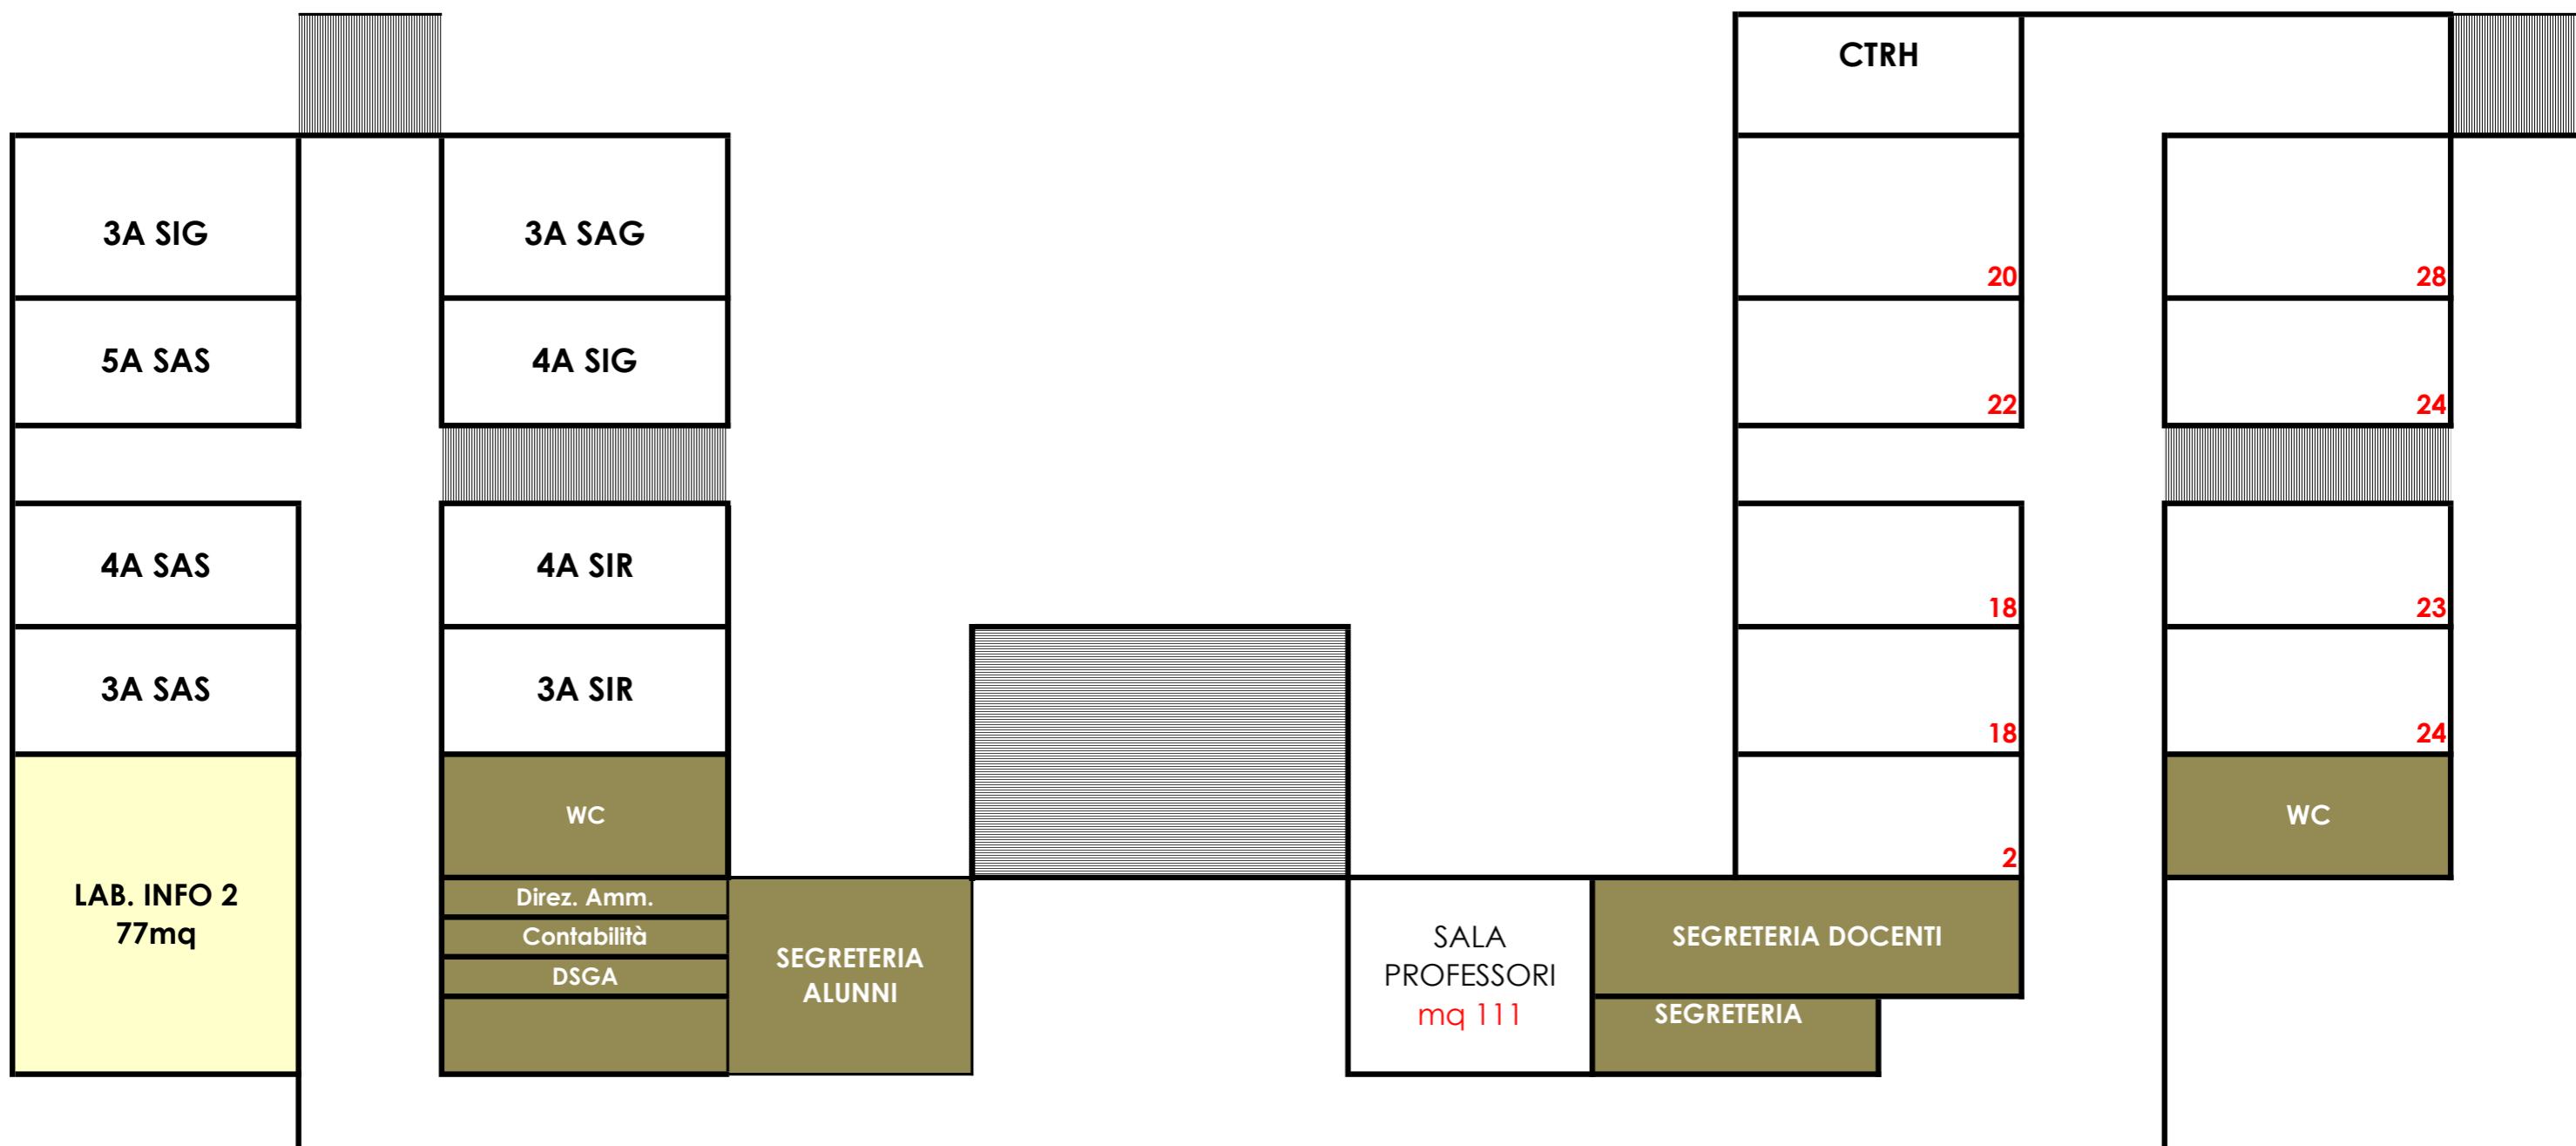 CTRH
3A SIG
3A SAG
20
28
5A SAS
4A SIG
22
24
4A SAS
4A SIR
18
23
3A SAS
3A SIR
18
24
WC
WC
2
LAB. INFO 2
77mq
Direz. Amm.
Contabilità
DSGA
SEGRETERIA
ALUNNI
SALA
PROFESSORI
mq 111
SEGRETERIA DOCENTI
SEGRETERIA